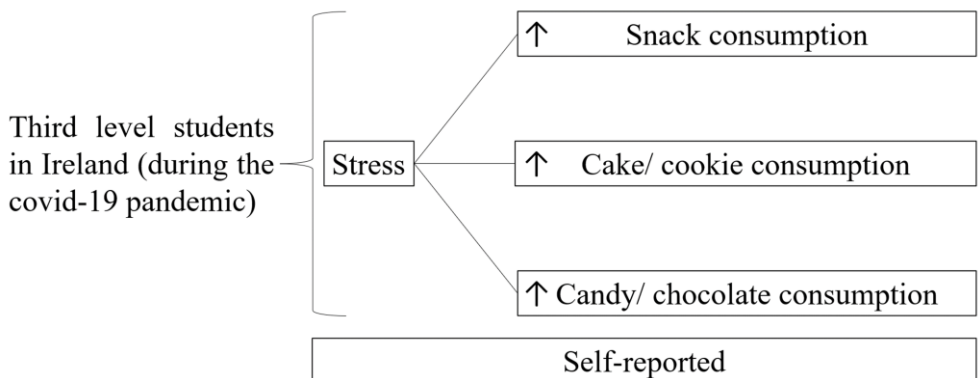 ↑ Snack consumption
Third level students
in Ireland (during the
covid-19 pandemic)
Stress
↑ Cake/ cookie consumption
↑ Candy/ chocolate consumption
Self-reported